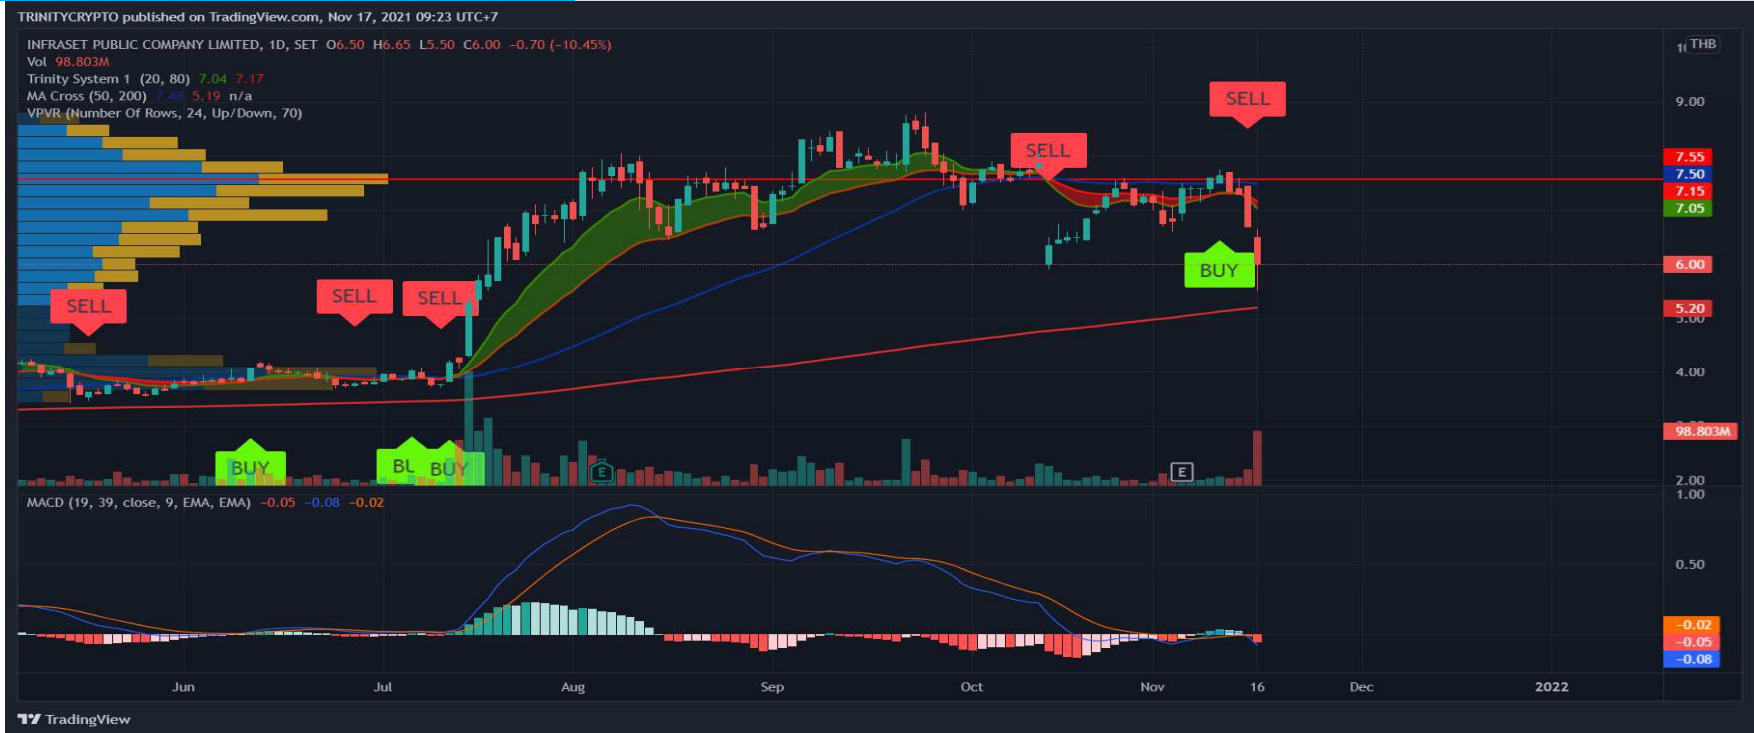 TRINITYCRYPTO published on TradingView.com, Nov 17, 2021 09:23 UTC+7
INFRASET PUBLIC COMPANY LIMITED, 1D, SET O6.50 H6.65 L5.50 C6.00 −0.70 (−10.45%)
THB
Vol 98.803M
Trinity System 1 (20, 80) 7.04 7.17
MA Cross (50, 200) 7.48 5.19 n/a
VPVR (Number Of Rows, 24, Up/Down, 70)
SELL
9.00
SELL
7.55
7.50
7.15
7.05
BUY
6.00
SELL
SELL
SELL
5.20
5.00
4.00
98.803M
BUY
BU
BUY
E
E
2.00
MACD (19, 39, close, 9, EMA, EMA) −0.05 −0.08 −0.02
1.00
0.50
−0.02
−0.05
−0.08
Jun Jul Aug Sep Oct Nov 16 Dec 2022
TradingView